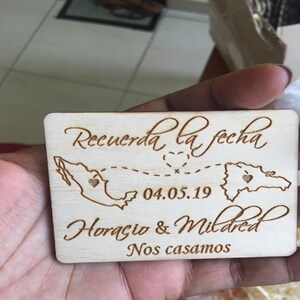 Recuerda la fecha
04.05.19
Horacio & Mildred
Nos casamos